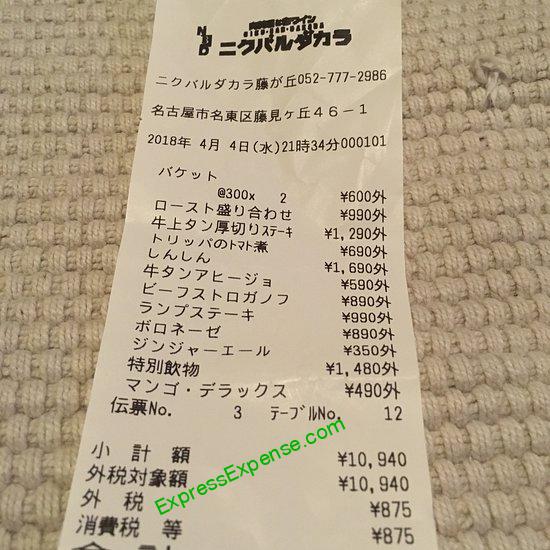 NBD
ニクバルダカラ
ニクバルダカラ藤が丘052-777-2986
名古屋市名東区藤見ヶ丘46-1
2018年 4月 4日(水)21時34分000101
バケット
@300x 2 ¥600外
ロースト盛り合わせ ¥990外
牛上タン厚切りステーキ ¥1,290外
トリッパのトマト煮 ¥690外
しんしん ¥1,690外
牛タンアヒージョ ¥590外
ビーフストロガノフ ¥890外
ランプステーキ ¥990外
ボロネーゼ ¥890外
ジンジャーエール ¥350外
特別飲物 ¥1,480外
マンゴ・デラックス ¥490外
伝票No. 3 テーブルNo. 12
小計額 ¥10,940
外税対象額 ¥10,940
外税 ¥875
消費税等 ¥875
ExpressExpense.com